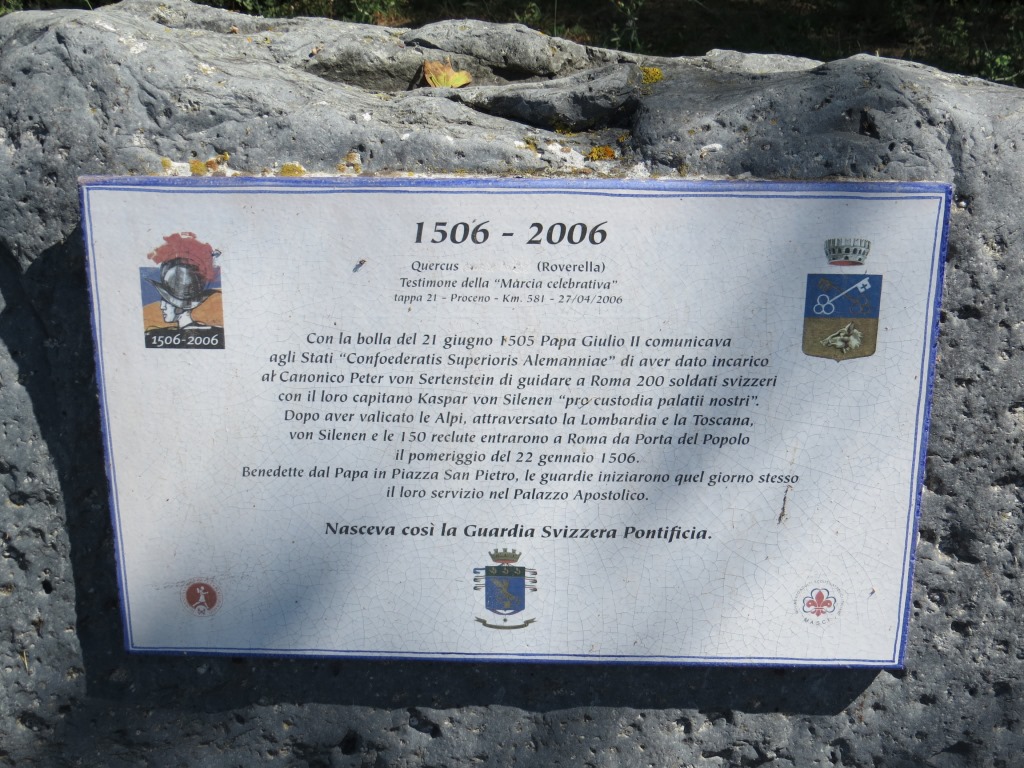 1506 - 2006
Quercus (Roverella)
Testimone della "Marcia celebrativa"
tappa 21 - Proceno - Km. 581 - 27/04/2006
1506-2006
Con la bolla del 21 giugno 1505 Papa Giulio II comunicava
agli Stati "Confoederatis Superioris Alemanniae" di aver dato incarico
al Canonico Peter von Sertenstein di guidare a Roma 200 soldati svizzeri
con il loro capitano Kaspar von Silenen "pro custodia palatii nostri".
Dopo aver valicato le Alpi, attraversato la Lombardia e la Toscana,
von Silenen e le 150 reclute entrarono a Roma da Porta del Popolo
il pomeriggio del 22 gennaio 1506.
Benedette dal Papa in Piazza San Pietro, le guardie iniziarono quel giorno stesso
il loro servizio nel Palazzo Apostolico.
Nasceva così la Guardia Svizzera Pontificia.
M.A.S.C.I.